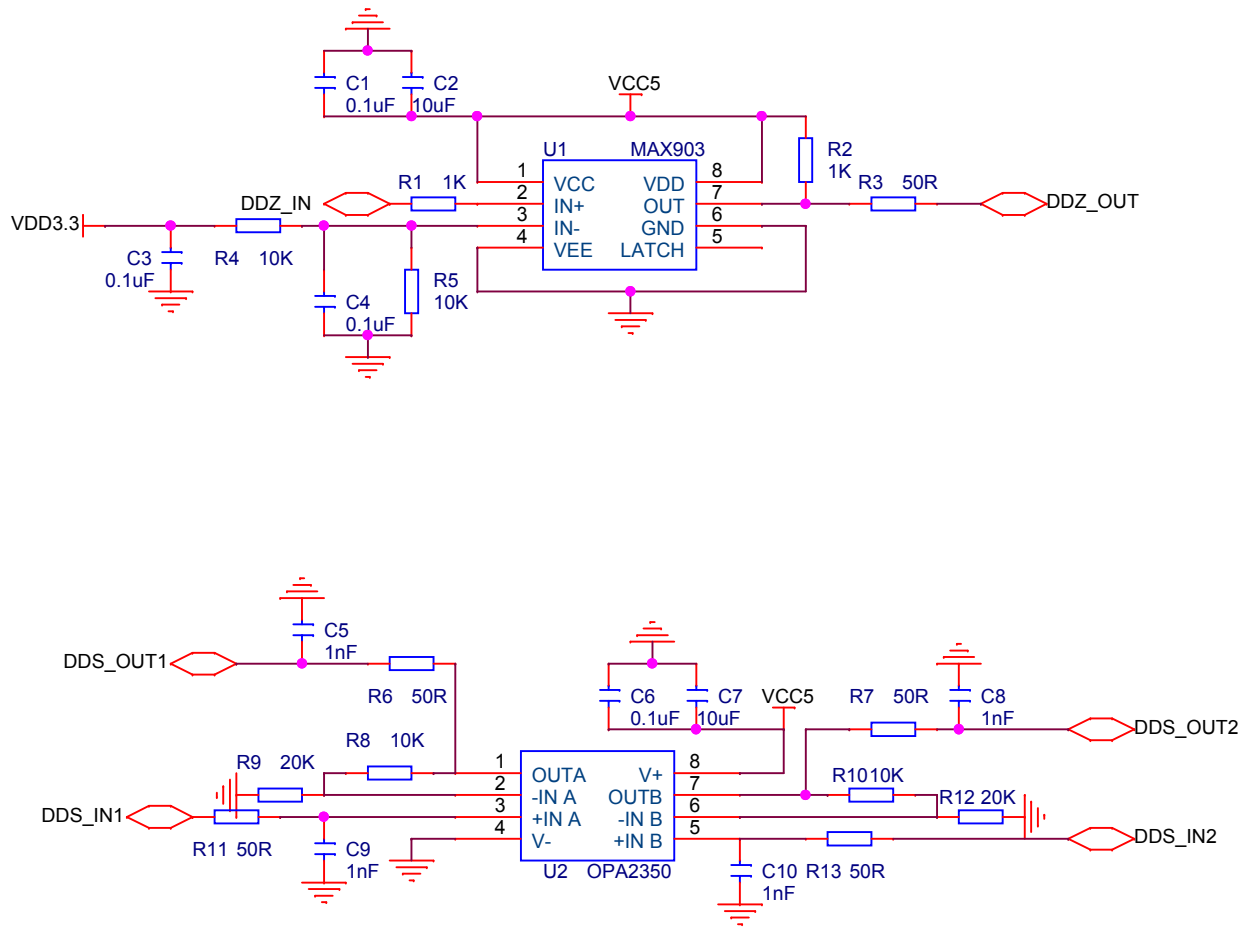 C1
0.1uF
C2
10uF
VCC5
U1 MAX903
R2
1K
1 VCC VDD 8
2 IN+ OUT 7
3 IN- GND 6
4 VEE LATCH 5
R1 1K
DDZ_IN
R3 50R
DDZ_OUT
VDD3.3
C3
0.1uF
R4 10K
C4
0.1uF
R5
10K
C5
1nF
DDS_OUT1
R6 50R
C6
0.1uF
C7
10uF
VCC5
R7 50R
C8
1nF
DDS_OUT2
R8 10K
R9 20K
1 OUTA V+ 8
2 -IN A OUTB 7
3 +IN A -IN B 6
4 V- +IN B 5
U2 OPA2350
R10 10K
R12 20K
DDS_IN1
R11 50R
C9
1nF
C10
1nF
R13 50R
DDS_IN2